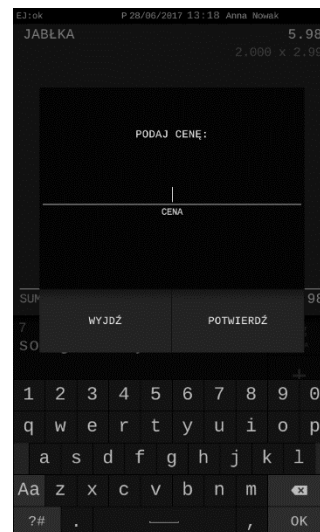 EJ:ok P 28/06/2017 13:18 Anna Nowak
JABŁKA 5.98
2.000 x 2.99
PODAJ CENĘ:
CENA
SUM 98
WYJDŹ POTWIERDŹ
7
so
1 2 3 4 5 6 7 8 9 0
q w e r t y u i o p
a s d f g h j k l
Aa z x c v b n m
?# . , OK